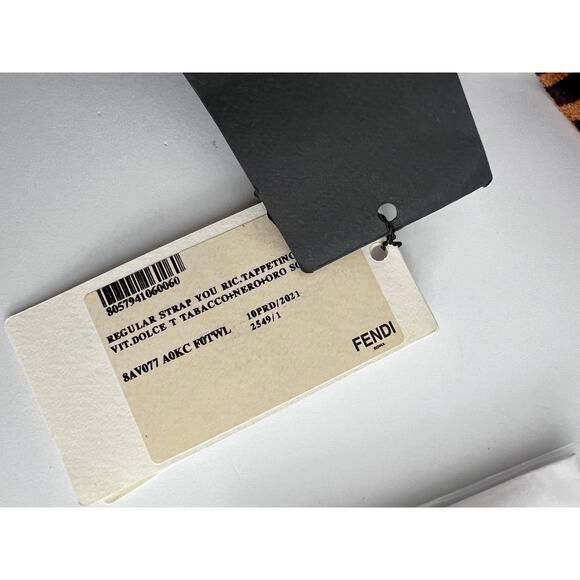 8057941060060
REGULAR STRAP YOU RIC.TAPPETINO
VIT.DOLCE T TABACCO+NERO+ORO SO
8AV077 A0KC F0TWL 10PRD/2021
2549/1
FENDI
ROMA